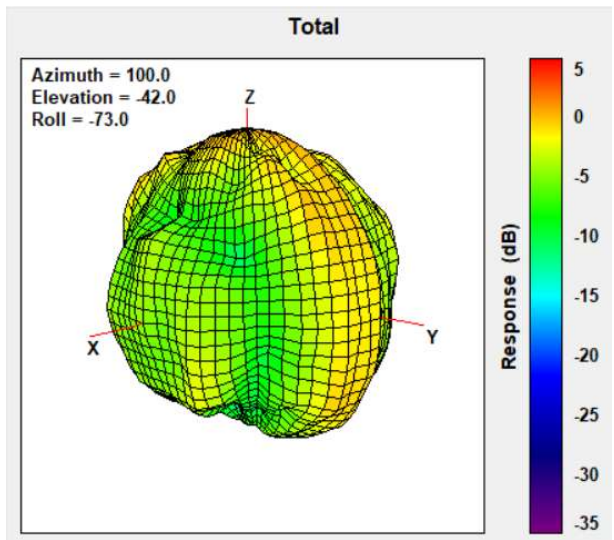 Total
Azimuth = 100.0
Elevation = -42.0
Roll = -73.0
Z
X
Y
5
0
-5
-10
-15
-20
-25
-30
-35
Response (dB)